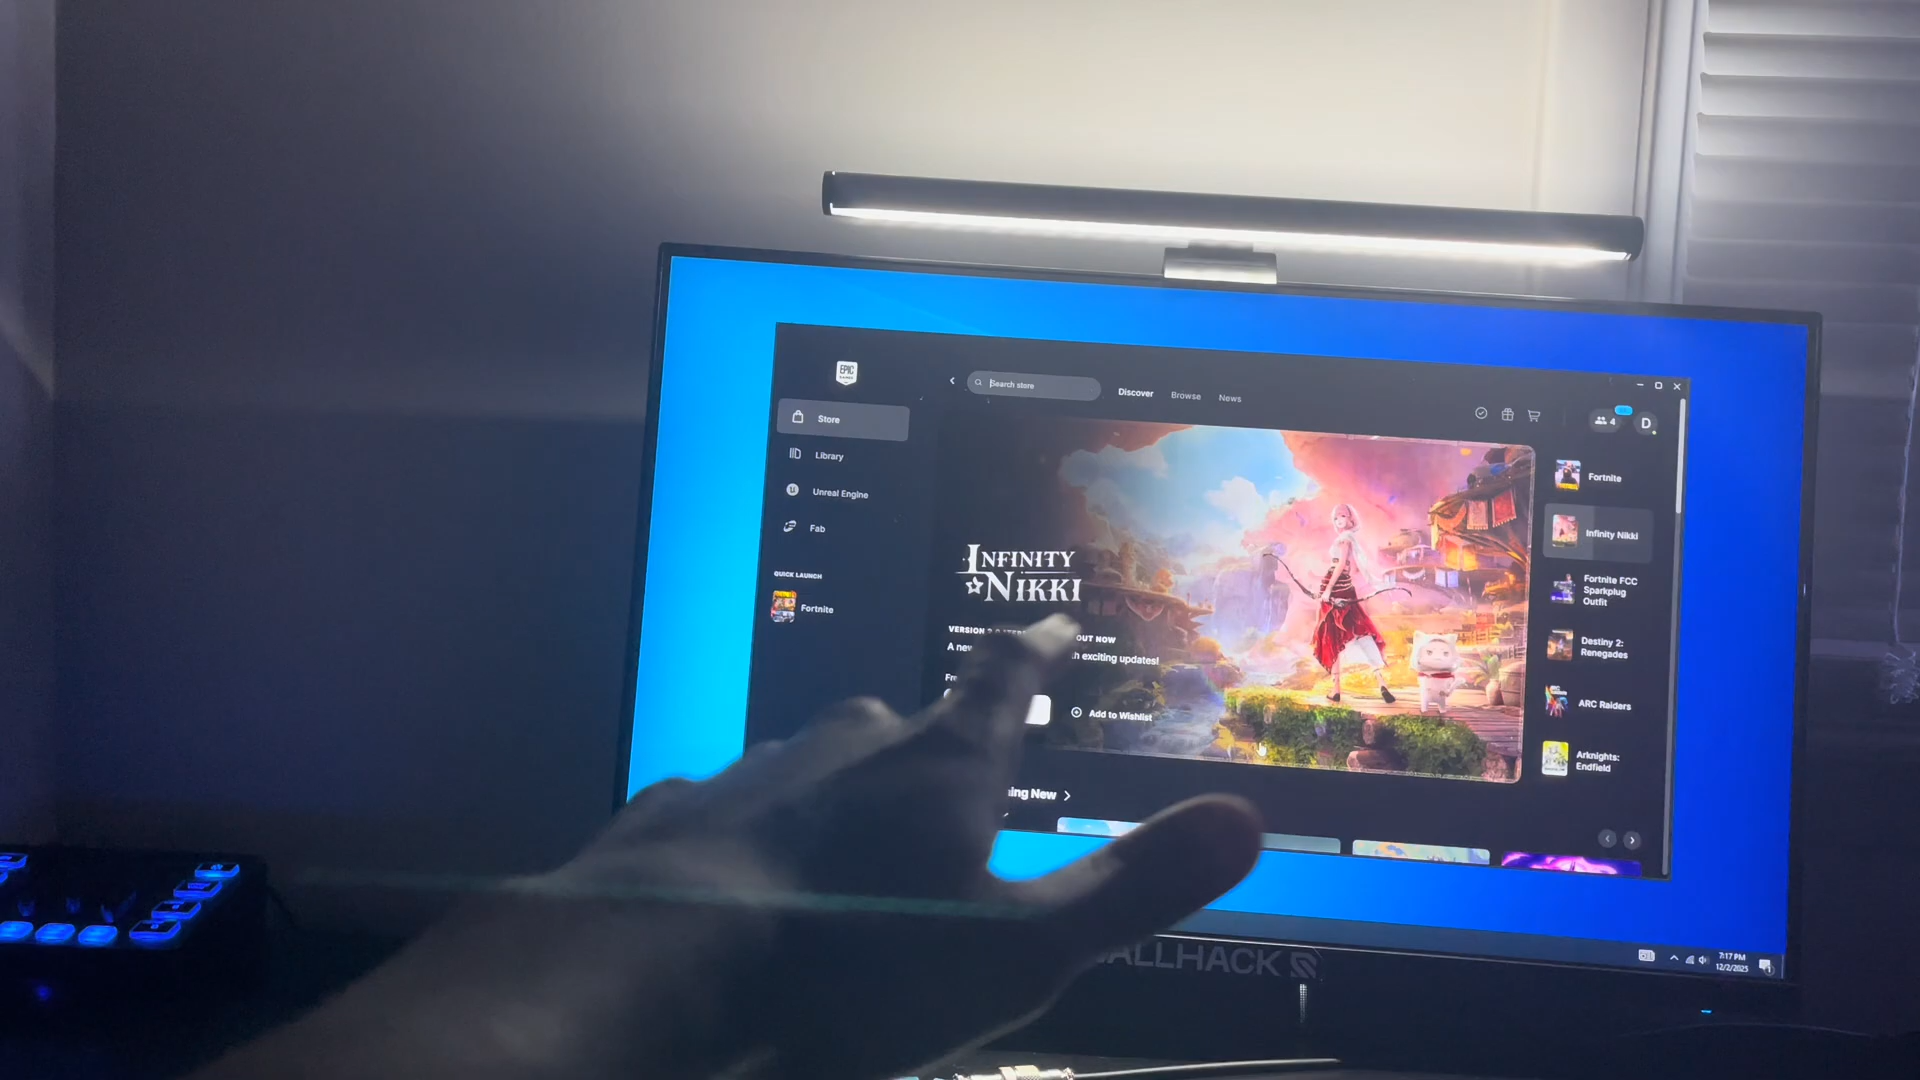 EPIC
GAMES
Search store
Discover
Browse
News
4
D
Store
Library
Unreal Engine
Fab
QUICK LAUNCH
Fortnite
INFINITY
NIKKI
VERSION
OUT NOW
A new
exciting updates!
Add to Wishlist
New
Fortnite
Infinity Nikki
Fortnite FCC
Sparkplug
Outfit
Destiny 2:
Renegades
ARC Raiders
Arknights:
Endfield
7:17 PM
12/2/2025